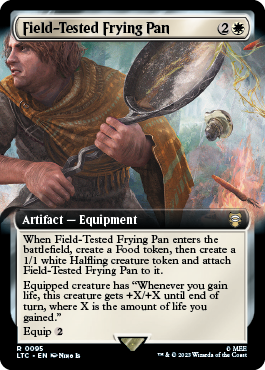 Field-Tested Frying Pan 2
Artifact — Equipment
When Field-Tested Frying Pan enters the
battlefield, create a Food token, then create a
1/1 white Halfling creature token and attach
Field-Tested Frying Pan to it.
Equipped creature has “Whenever you gain
life, this creature gets +X/+X until end of
turn, where X is the amount of life you
gained.”
Equip 2
R 0095
LTC • EN Nino Is
© MEE
™ & © 2023 Wizards of the Coast